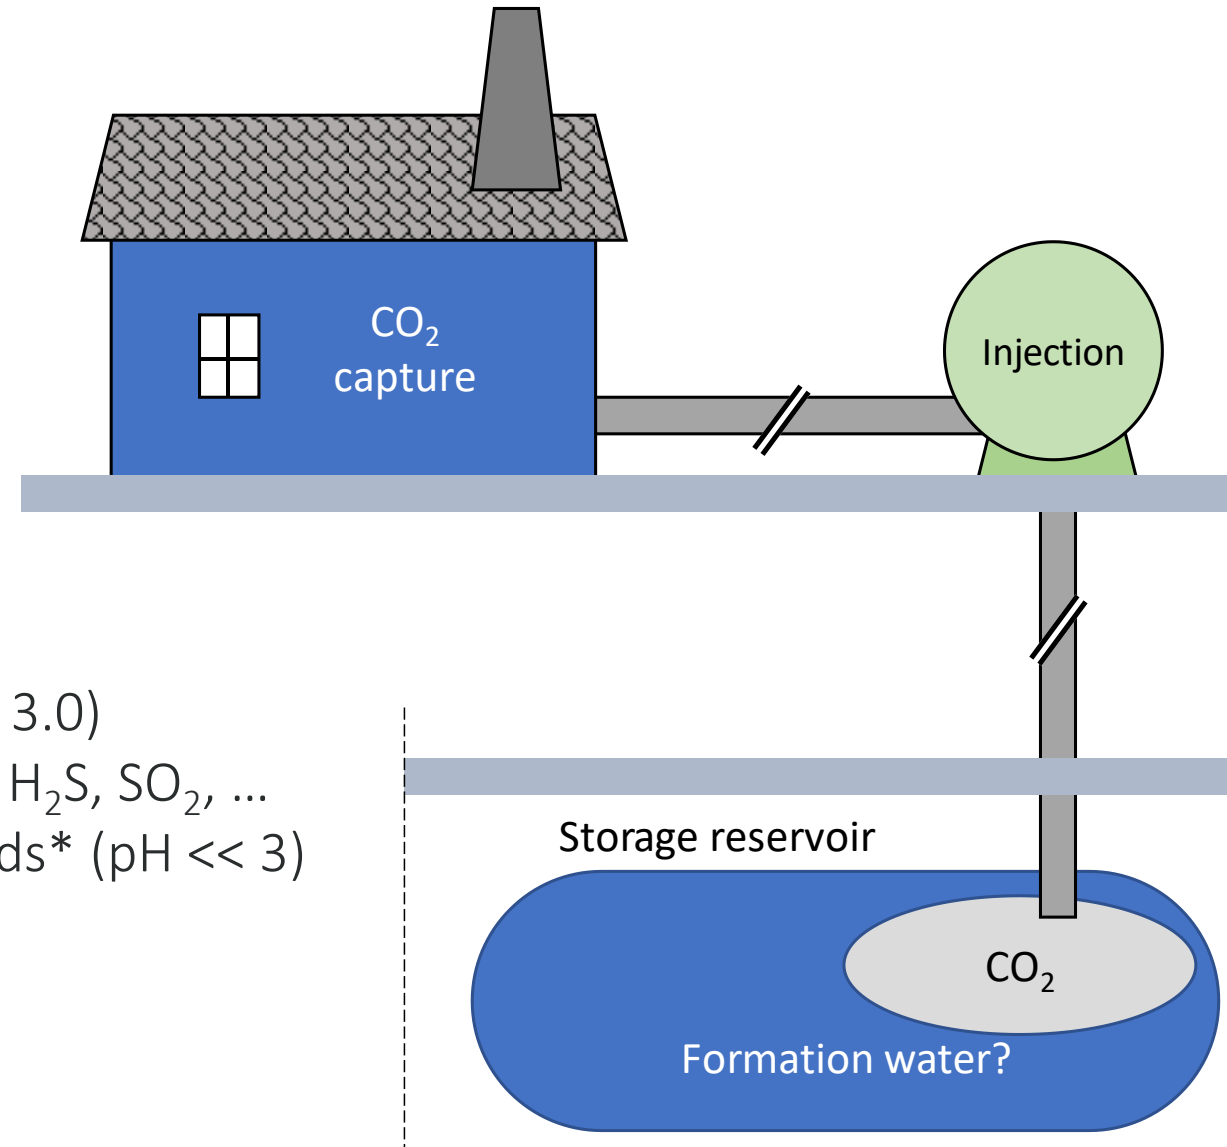 CO₂
capture
Injection
3.0)
H₂S, SO₂, ...
ds* (pH << 3)
Storage reservoir
CO₂
Formation water?